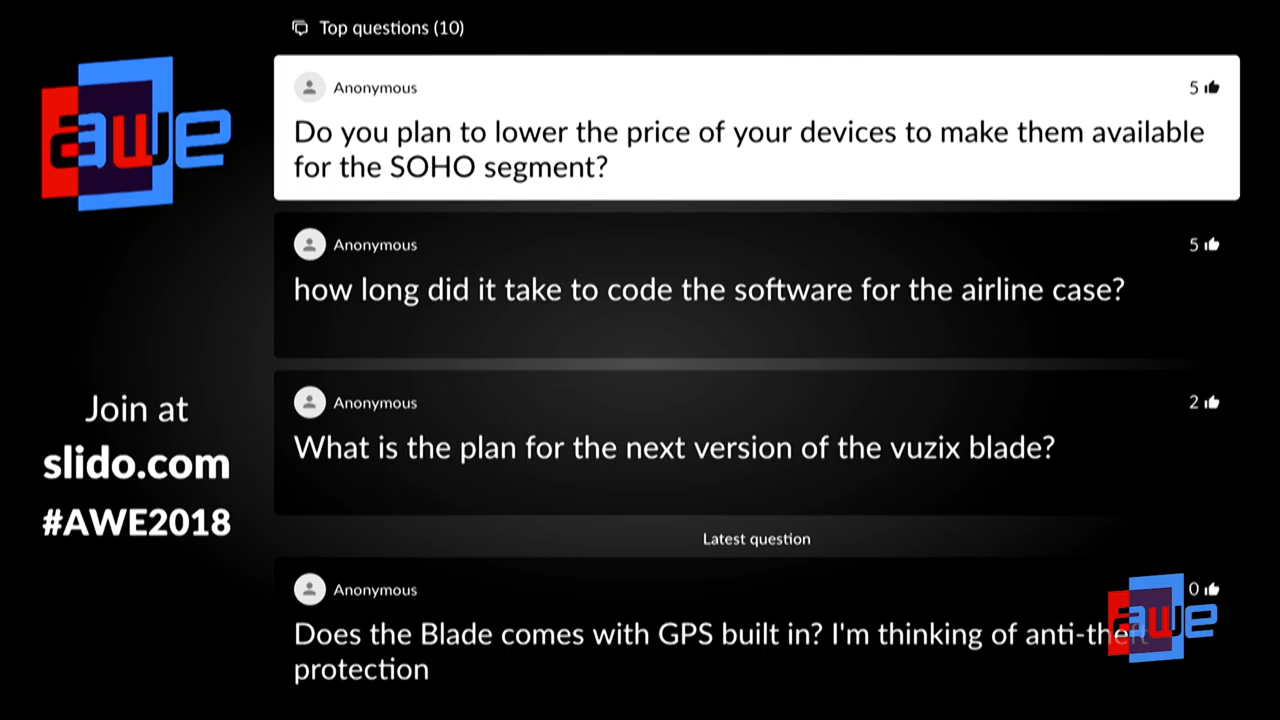 Top questions (10)
awe
Anonymous
5
Do you plan to lower the price of your devices to make them available
for the SOHO segment?
Anonymous
5
how long did it take to code the software for the airline case?
Anonymous
2
What is the plan for the next version of the vuzix blade?
Join at
slido.com
#AWE2018
Latest question
Anonymous
0
Does the Blade comes with GPS built in? I'm thinking of anti-theft
protection
awe